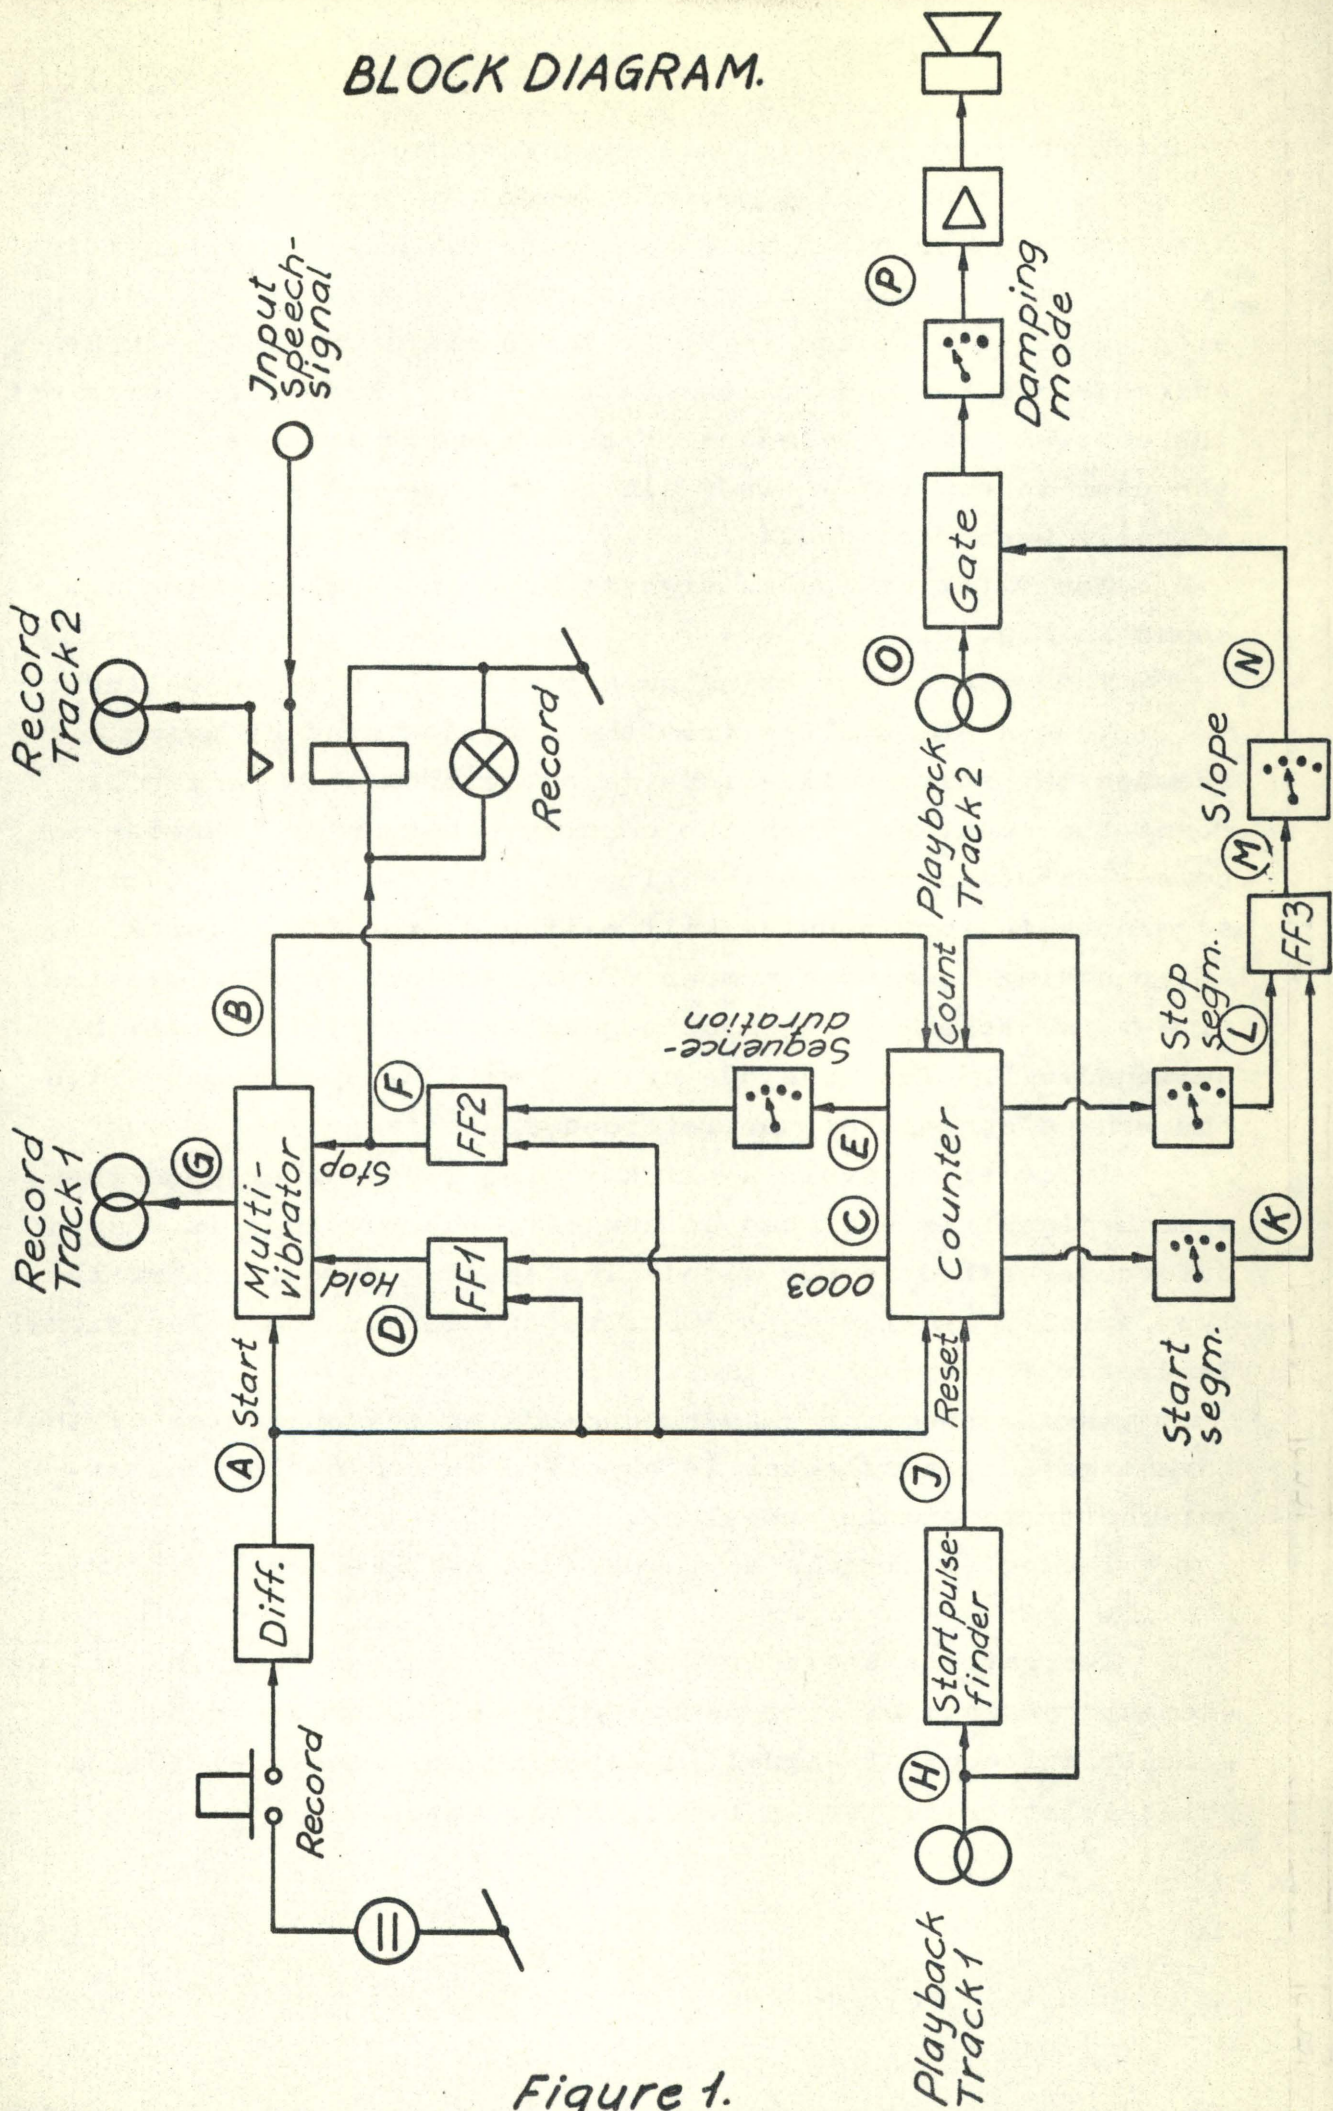 BLOCK DIAGRAM.
Record
Track 2
Input
speech-
signal
Record
Track 1
G
B
Multi-
vibrator
Start
A
Diff.
Record
Hold
Stop
D
F
FF1
FF2
Record
Sequence-
duration
0003
C
E
Counter
Count
Reset
J
Start pulse-
finder
H
Playback
Track 1
Playback
Track 2
O
Gate
P
Damping
mode
Start
segm.
Stop
segm.
K
L
FF3
M
Slope
N
Figure 1.